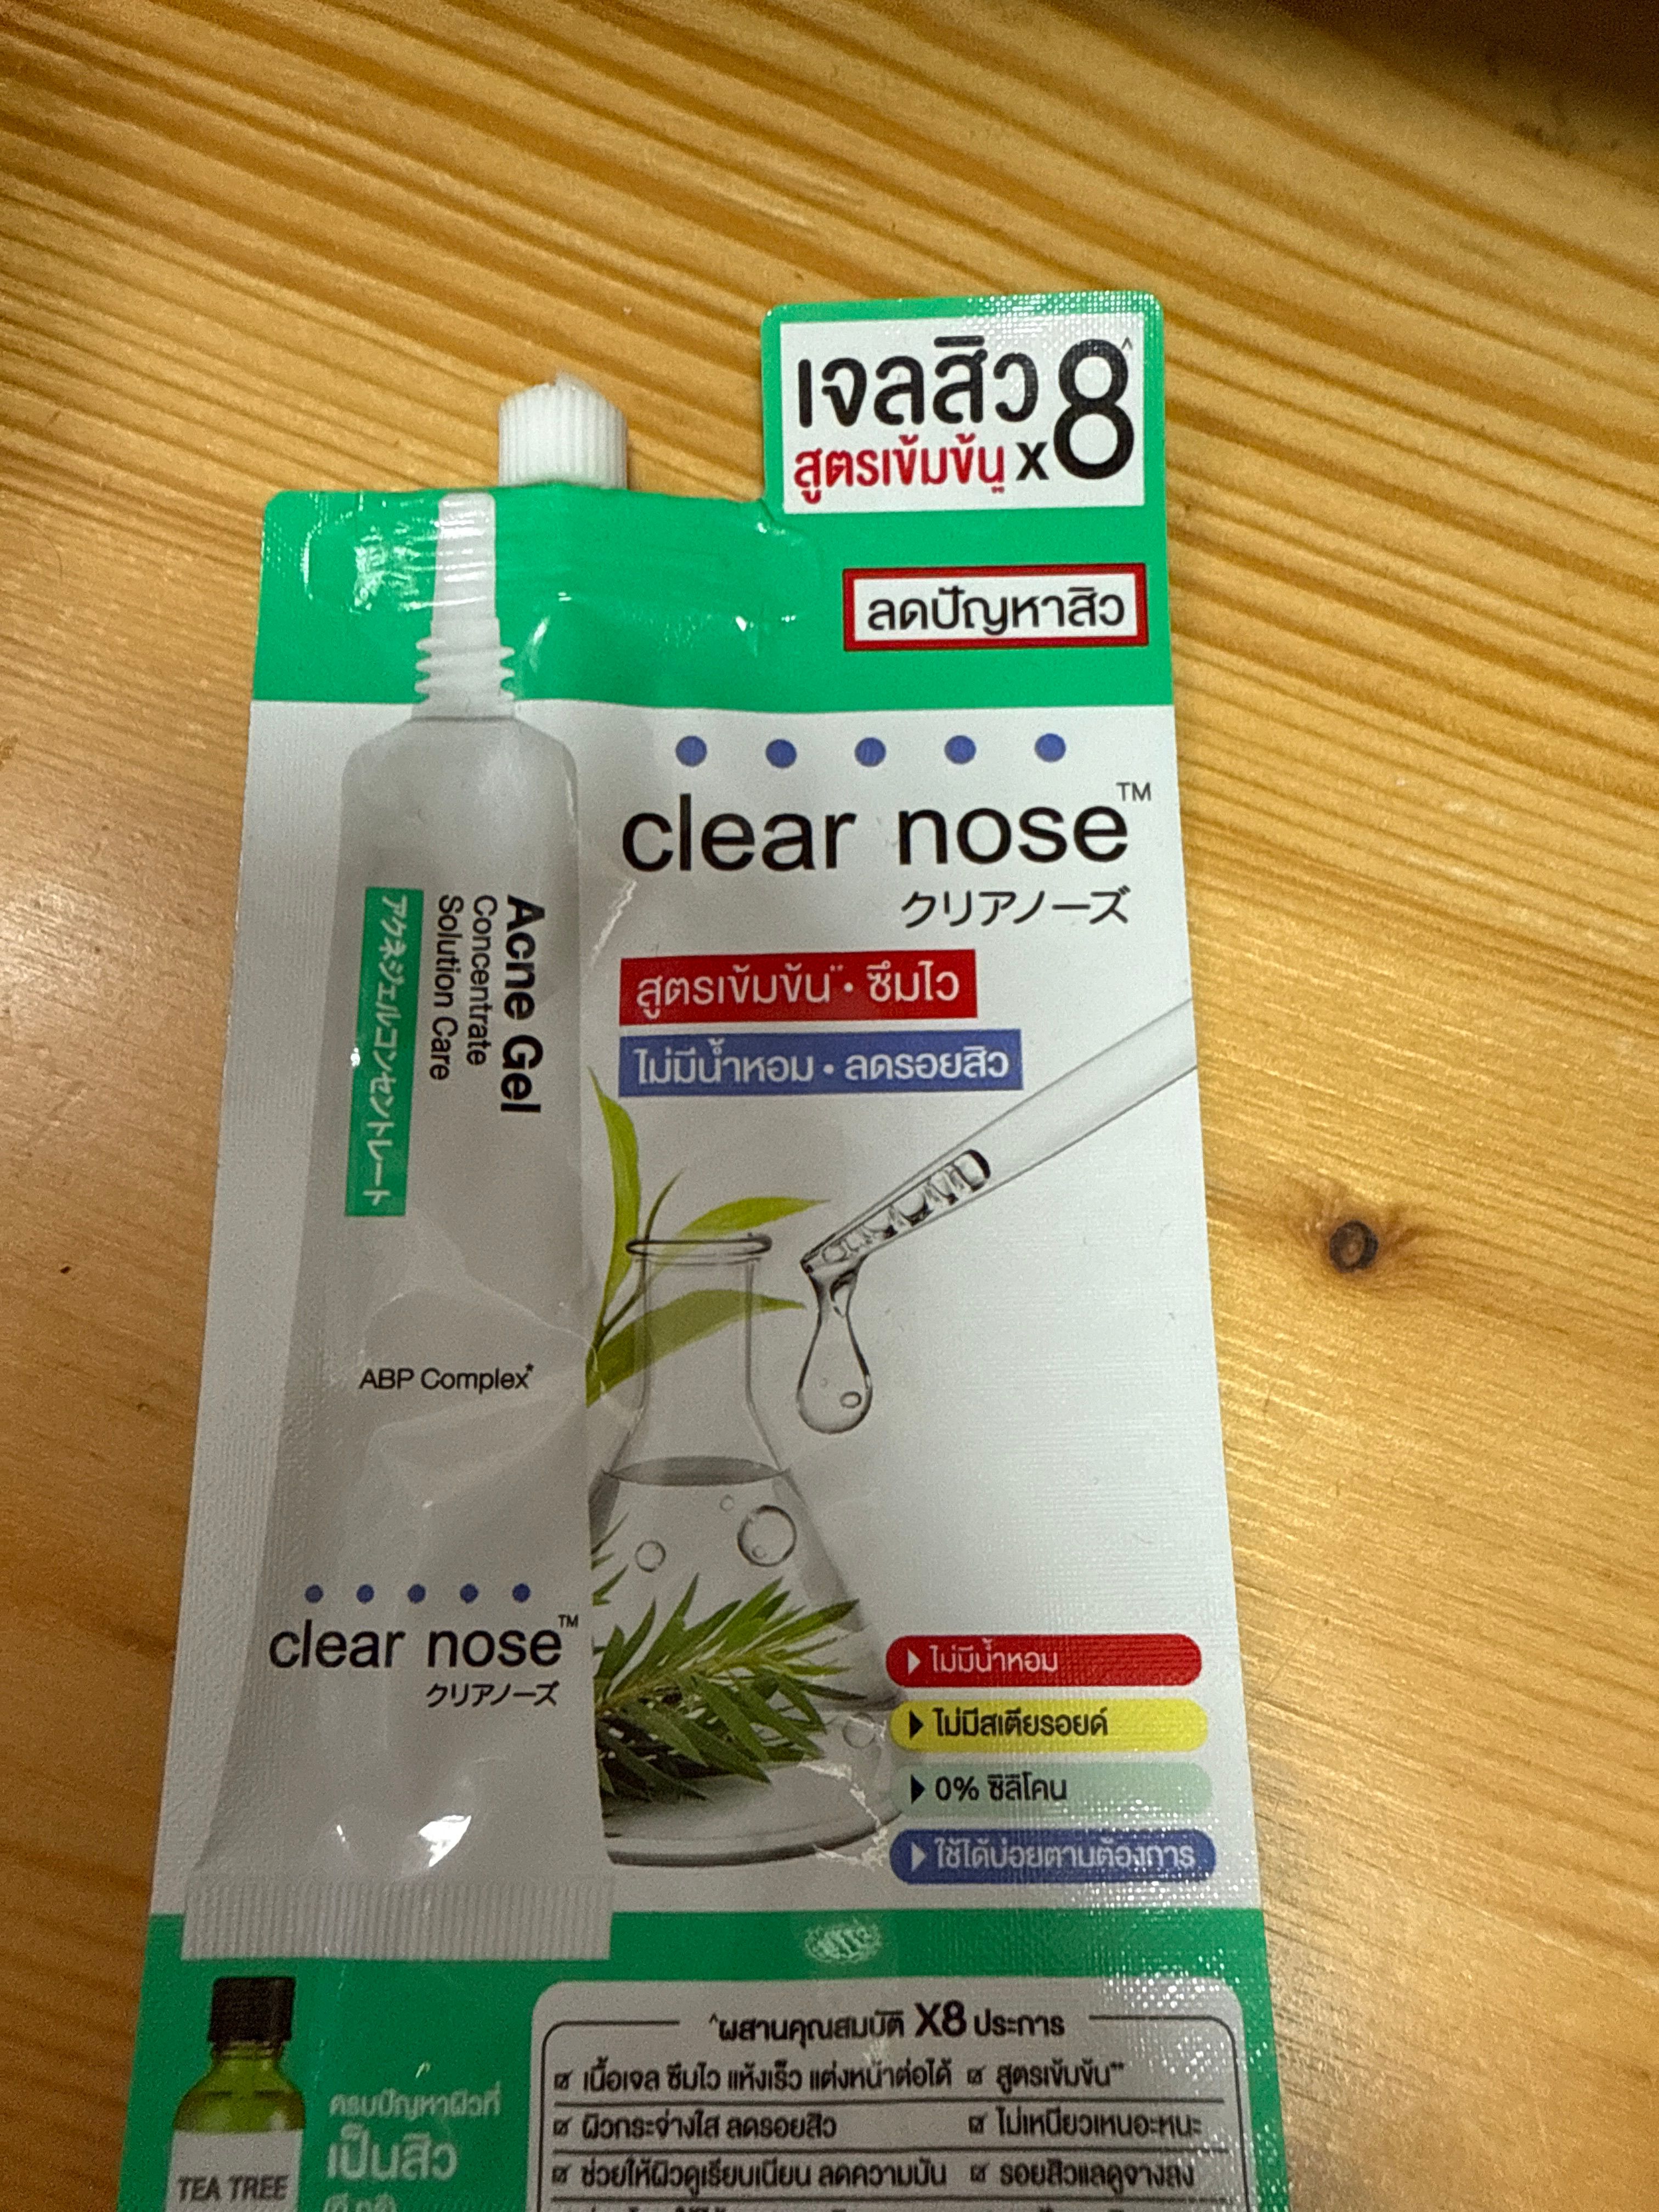 เจลสิว
สูตรเข้มข้น** x8^
ลดปัญหาสิว
clear nose™
クリアノーズ
สูตรเข้มข้น** • ซึมไว
ไม่มีน้ำหอม • ลดรอยสิว
Acne Gel
Concentrate
Solution Care
アクネジェルコンセントレート
ABP Complex*
clear nose™
クリアノーズ
ไม่มีน้ำหอม
ไม่มีสเตียรอยด์
0% ซิลิโคน
ใช้ได้บ่อยตามต้องการ
TEA TREE
ครบปัญหาผิวที่
เป็นสิว
^ผสานคุณสมบัติ X8 ประการ
เนื้อเจล ซึมไว แห้งเร็ว แต่งหน้าต่อได้ สูตรเข้มข้น**
ผิวกระจ่างใส ลดรอยสิว ไม่เหนียวเหนอะหนะ
ช่วยให้ผิวดูเรียบเนียน ลดความมัน รอยสิวแลดูจางลง